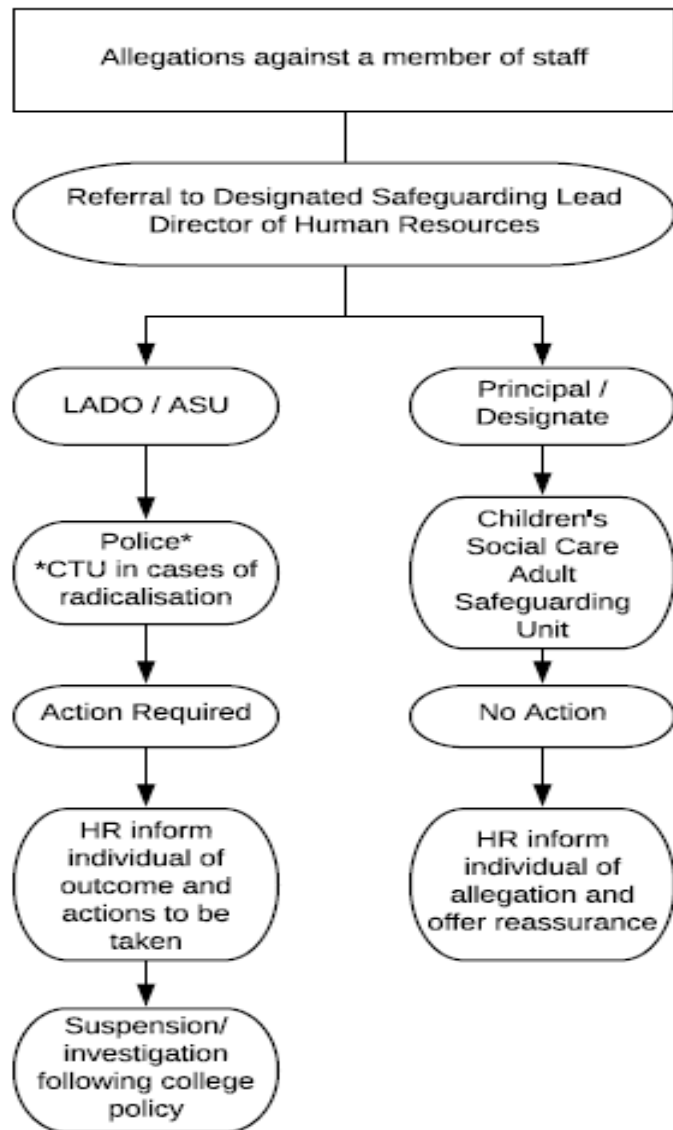 Allegations against a member of staff
Referral to Designated Safeguarding Lead
Director of Human Resources
LADO / ASU
Principal /
Designate
Police*
*CTU in cases of
radicalisation
Children's
Social Care
Adult
Safeguarding
Unit
Action Required
No Action
HR inform
individual of
outcome and
actions to be
taken
HR inform
individual of
allegation and
offer reassurance
Suspension/
investigation
following college
policy